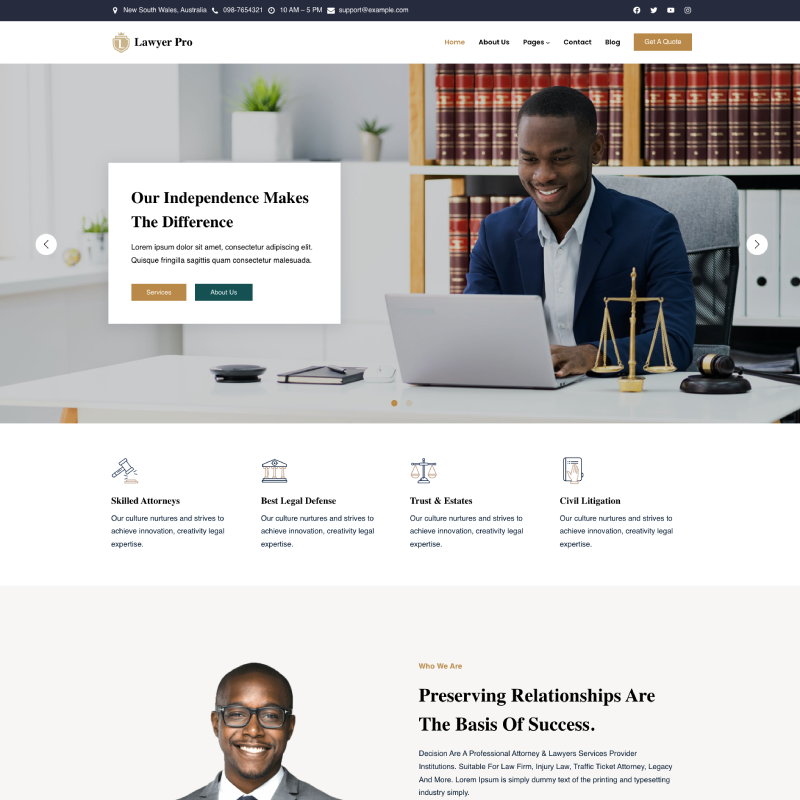 New South Wales, Australia 098-7654321 10 AM – 5 PM support@example.com
Lawyer Pro Home About Us Pages Contact Blog Get A Quote
Our Independence Makes
The Difference
Lorem ipsum dolor sit amet, consectetur adipiscing elit.
Quisque fringilla sagittis quam consectetur malesuada.
Services About Us
Skilled Attorneys
Our culture nurtures and strives to
achieve innovation, creativity legal
expertise.
Best Legal Defense
Our culture nurtures and strives to
achieve innovation, creativity legal
expertise.
Trust & Estates
Our culture nurtures and strives to
achieve innovation, creativity legal
expertise.
Civil Litigation
Our culture nurtures and strives to
achieve innovation, creativity legal
expertise.
Who We Are
Preserving Relationships Are
The Basis Of Success.
Decision Are A Professional Attorney & Lawyers Services Provider
Institutions. Suitable For Law Firm, Injury Law, Traffic Ticket Attorney, Legacy
And More. Lorem Ipsum is simply dummy text of the printing and typesetting
industry simply.